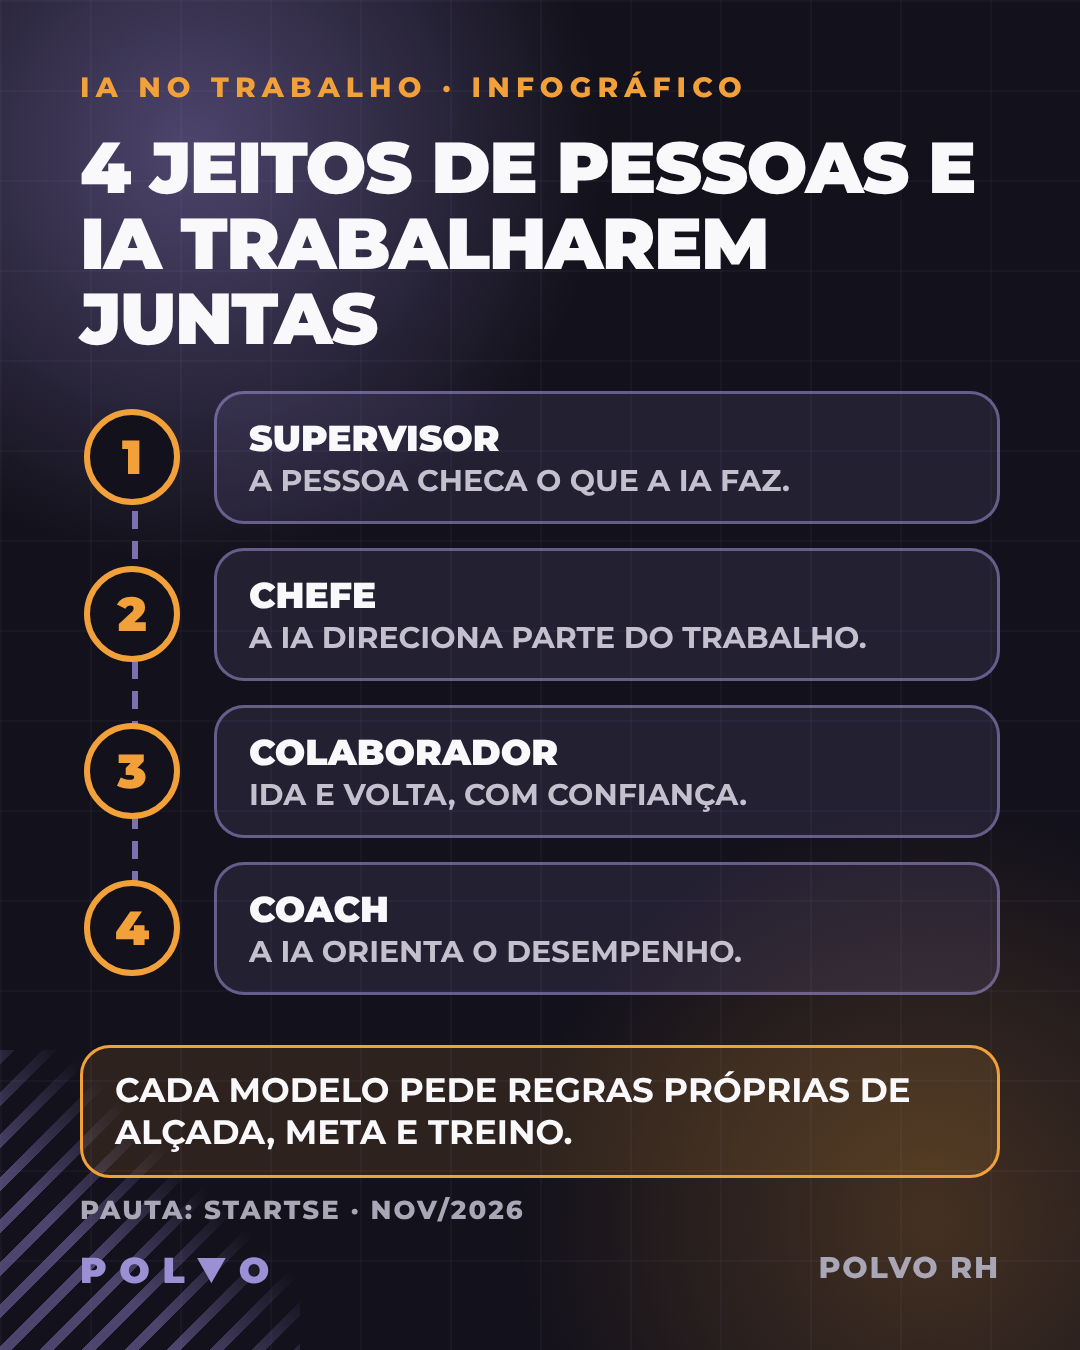 IA NO TRABALHO · INFOGRÁFICO
4 JEITOS DE PESSOAS E
IA TRABALHAREM
JUNTAS
1
SUPERVISOR
A PESSOA CHECA O QUE A IA FAZ.
2
CHEFE
A IA DIRECIONA PARTE DO TRABALHO.
3
COLABORADOR
IDA E VOLTA, COM CONFIANÇA.
4
COACH
A IA ORIENTA O DESEMPENHO.
CADA MODELO PEDE REGRAS PRÓPRIAS DE
ALÇADA, META E TREINO.
PAUTA: STARTSE · NOV/2026
POLVO
POLVO RH